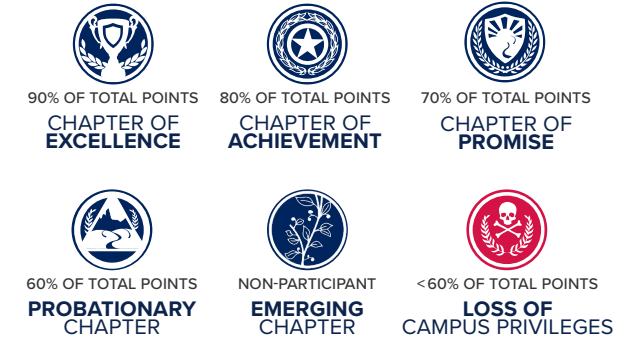 90% OF TOTAL POINTS
CHAPTER OF
EXCELLENCE
80% OF TOTAL POINTS
CHAPTER OF
ACHIEVEMENT
70% OF TOTAL POINTS
CHAPTER OF
PROMISE
60% OF TOTAL POINTS
PROBATIONARY
CHAPTER
NON-PARTICIPANT
EMERGING
CHAPTER
<60% OF TOTAL POINTS
LOSS OF
CAMPUS PRIVILEGES